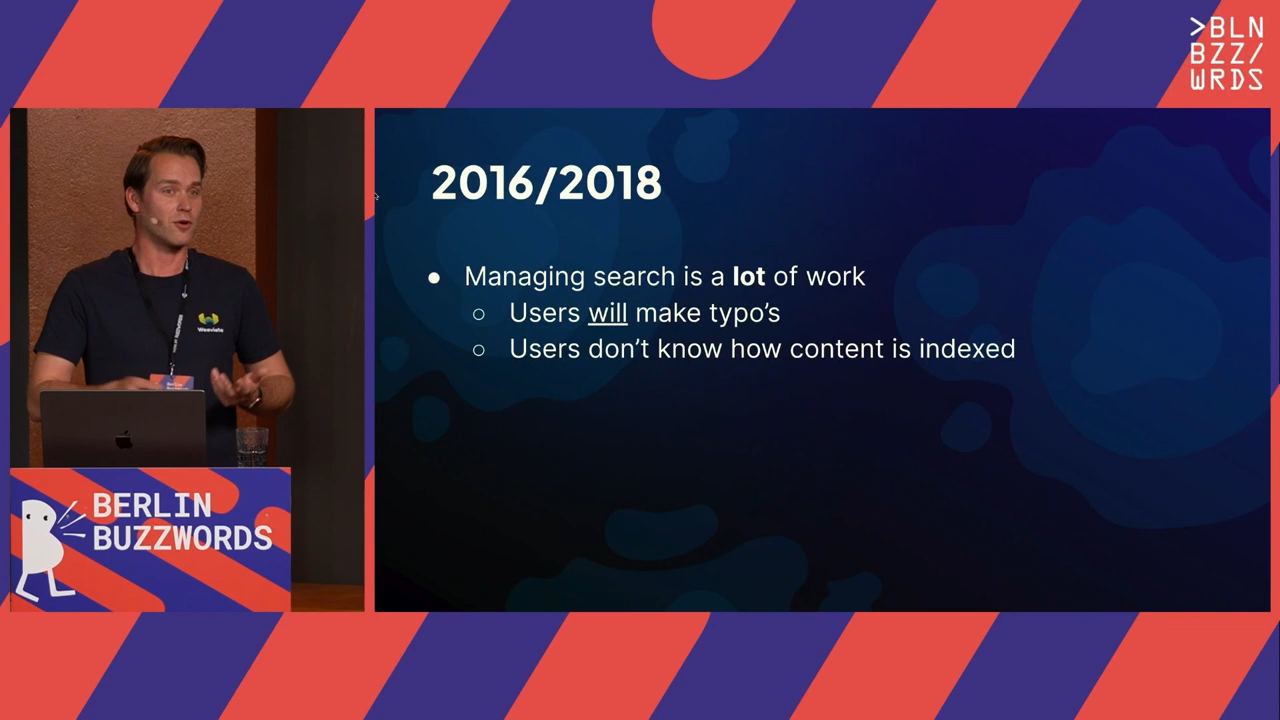 >BLN
BZZ/
WRDS
2016/2018
● Managing search is a lot of work
○ Users will make typo’s
○ Users don’t know how content is indexed
Weaviate
BERLIN
BUZZWORDS